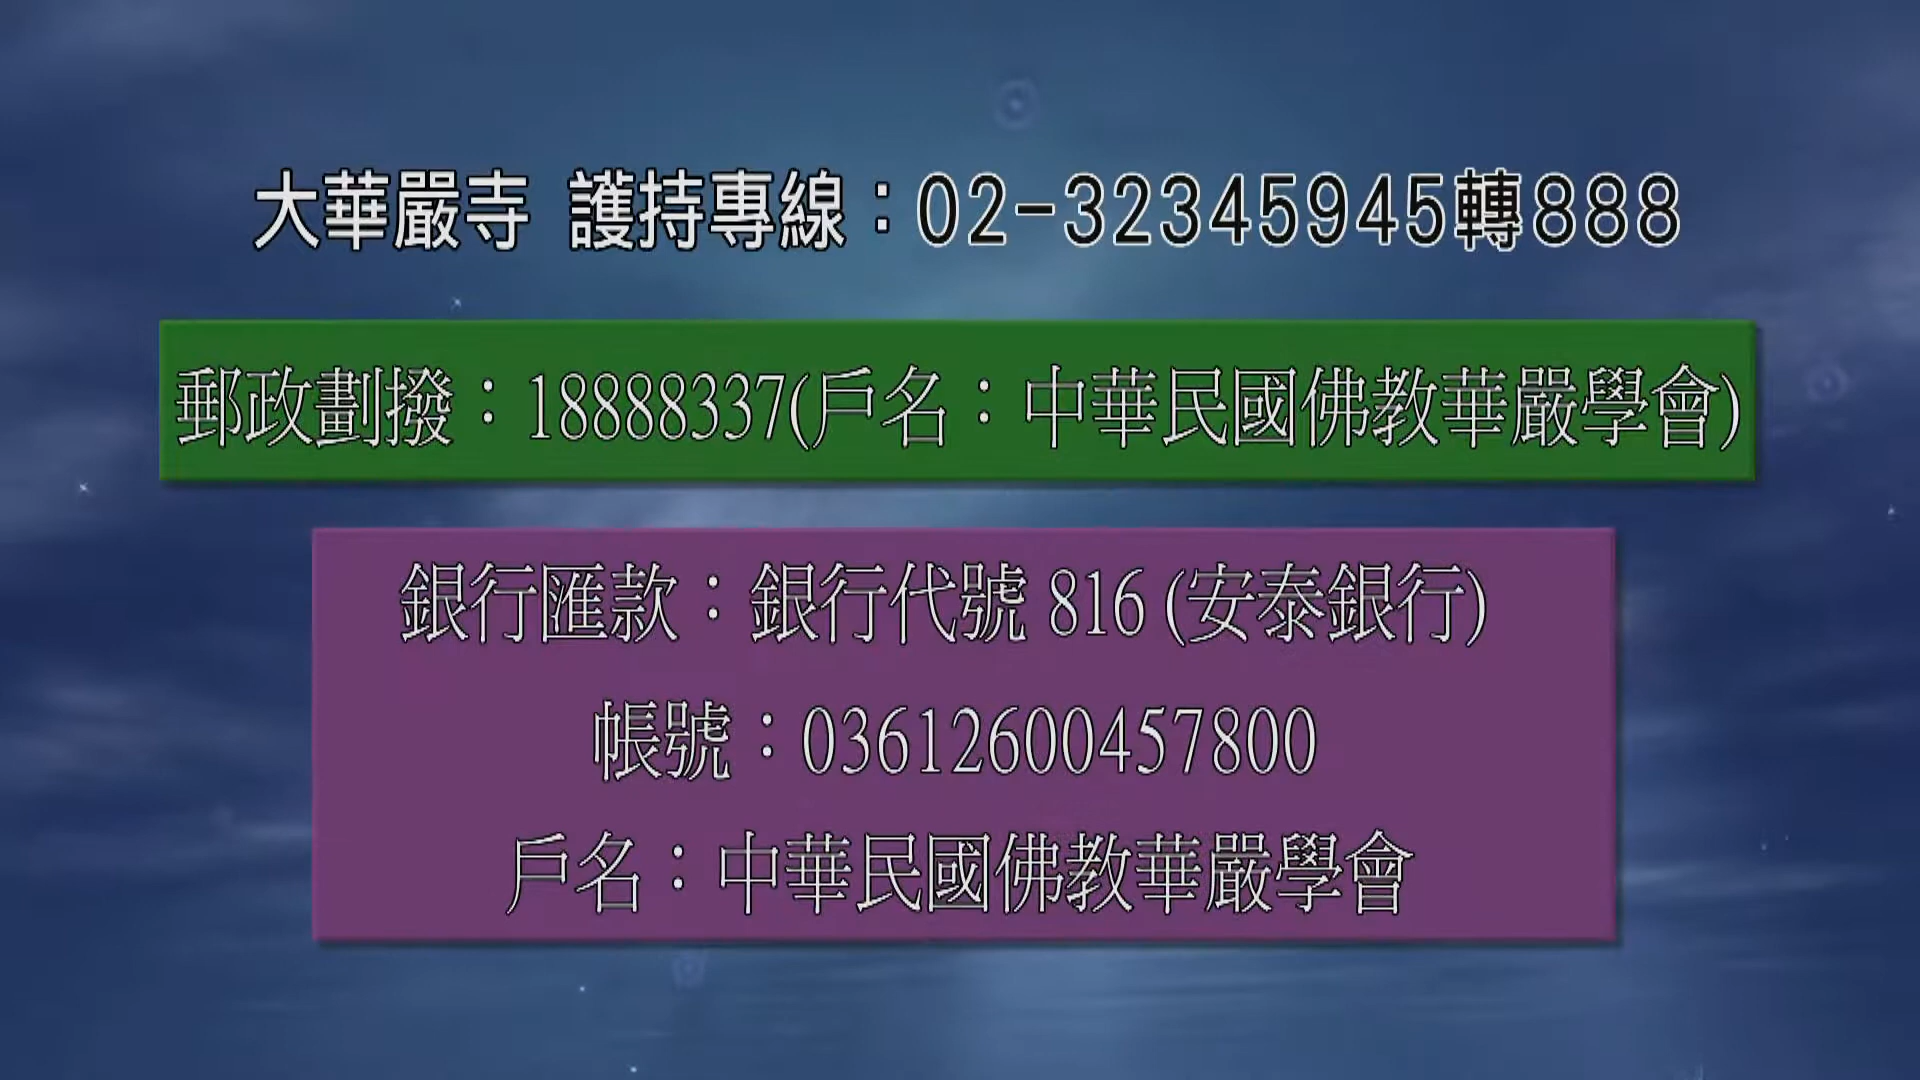 大華嚴寺 護持專線：02-32345945轉888
郵政劃撥：18888337(戶名：中華民國佛教華嚴學會)
銀行匯款：銀行代號 816 (安泰銀行)
帳號：03612600457800
戶名：中華民國佛教華嚴學會